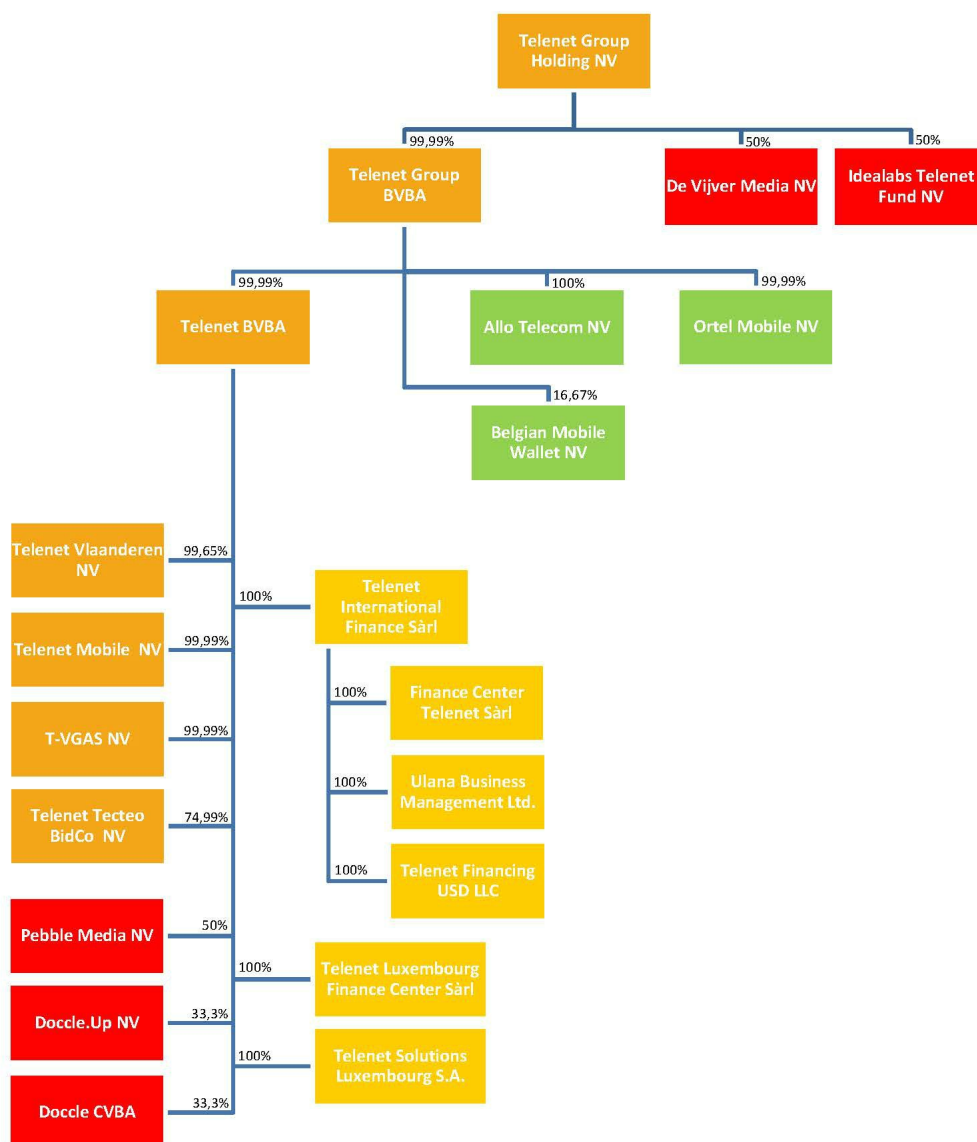 Telenet Group
Holding NV
99,99%
50%
50%
Telenet Group
BVBA
De Vijver Media NV
Idealabs Telenet
Fund NV
99,99%
100%
99,99%
Telenet BVBA
Allo Telecom NV
Ortel Mobile NV
16,67%
Belgian Mobile
Wallet NV
Telenet Vlaanderen
NV
99,65%
100%
Telenet
International
Finance Sàrl
Telenet Mobile NV
99,99%
100%
Finance Center
Telenet Sàrl
T-VGAS NV
99,99%
100%
Ulana Business
Management Ltd.
Telenet Tecteo
BidCo NV
74,99%
100%
Telenet Financing
USD LLC
Pebble Media NV
50%
100%
Telenet Luxembourg
Finance Center Sàrl
Doccle.Up NV
33,3%
100%
Telenet Solutions
Luxembourg S.A.
Doccle CVBA
33,3%